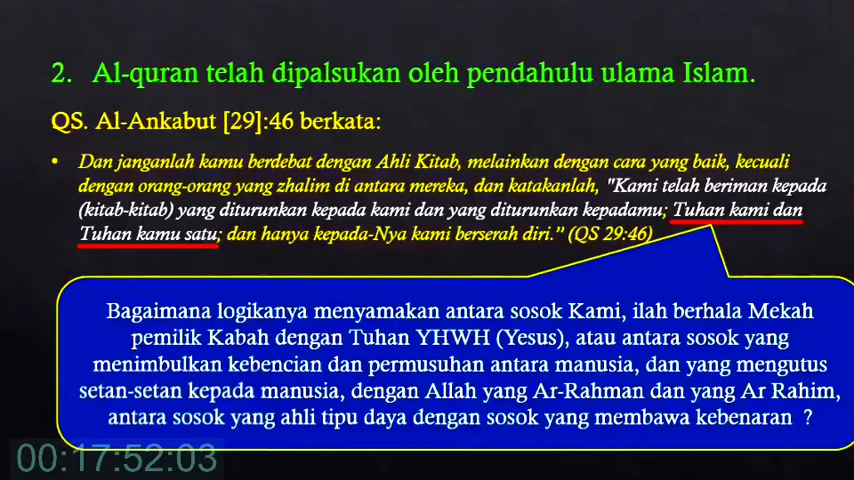 2. Al-quran telah dipalsukan oleh pendahulu ulama Islam.
QS. Al-Ankabut [29]:46 berkata:
• Dan janganlah kamu berdebat dengan Ahli Kitab, melainkan dengan cara yang baik, kecuali
dengan orang-orang yang zhalim di antara mereka, dan katakanlah, "Kami telah beriman kepada
(kitab-kitab) yang diturunkan kepada kami dan yang diturunkan kepadamu; Tuhan kami dan
Tuhan kamu satu; dan hanya kepada-Nya kami berserah diri.” (QS 29:46)
Bagaimana logikanya menyamakan antara sosok Kami, ilah berhala Mekah
pemilik Kabah dengan Tuhan YHWH (Yesus), atau antara sosok yang
menimbulkan kebencian dan permusuhan antara manusia, dan yang mengutus
setan-setan kepada manusia, dengan Allah yang Ar-Rahman dan yang Ar Rahim,
antara sosok yang ahli tipu daya dengan sosok yang membawa kebenaran ?
00:17:52:03